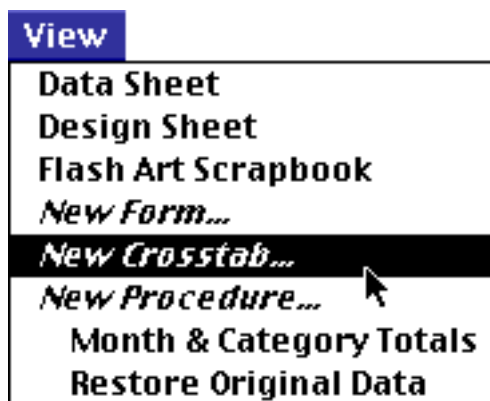 View
Data Sheet
Design Sheet
Flash Art Scrapbook
New Form...
New Crosstab...
New Procedure...
Month & Category Totals
Restore Original Data